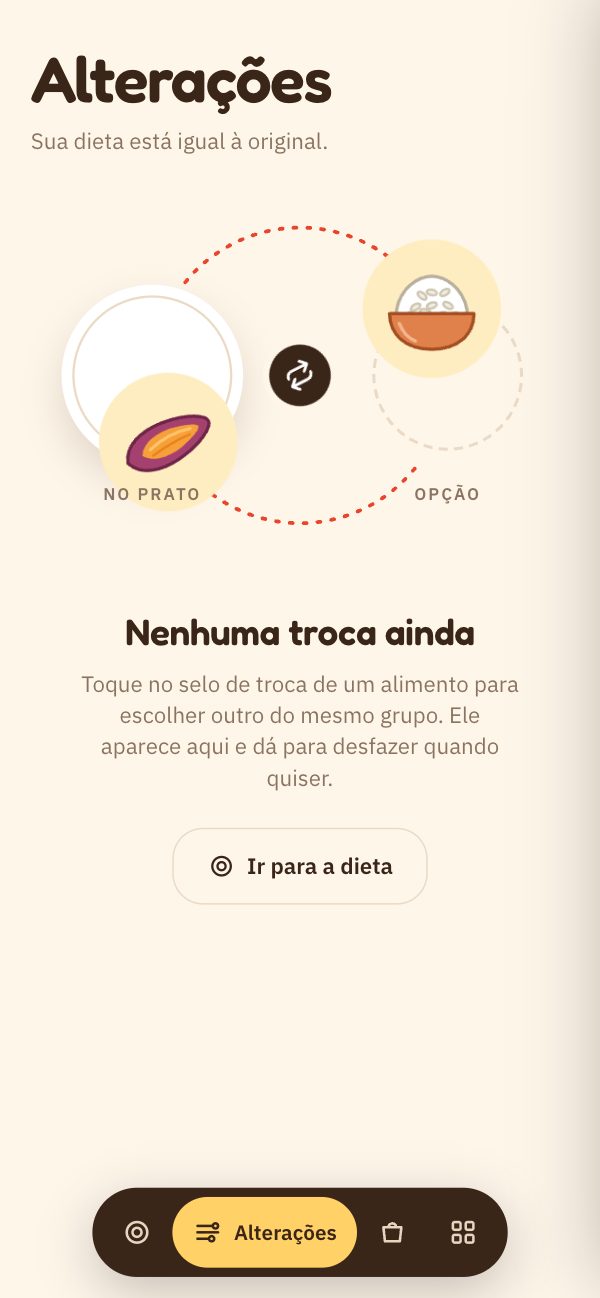 Alterações
Sua dieta está igual à original.
NO PRATO
OPÇÃO
Nenhuma troca ainda
Toque no selo de troca de um alimento para
escolher outro do mesmo grupo. Ele
aparece aqui e dá para desfazer quando
quiser.
Ir para a dieta
Alterações